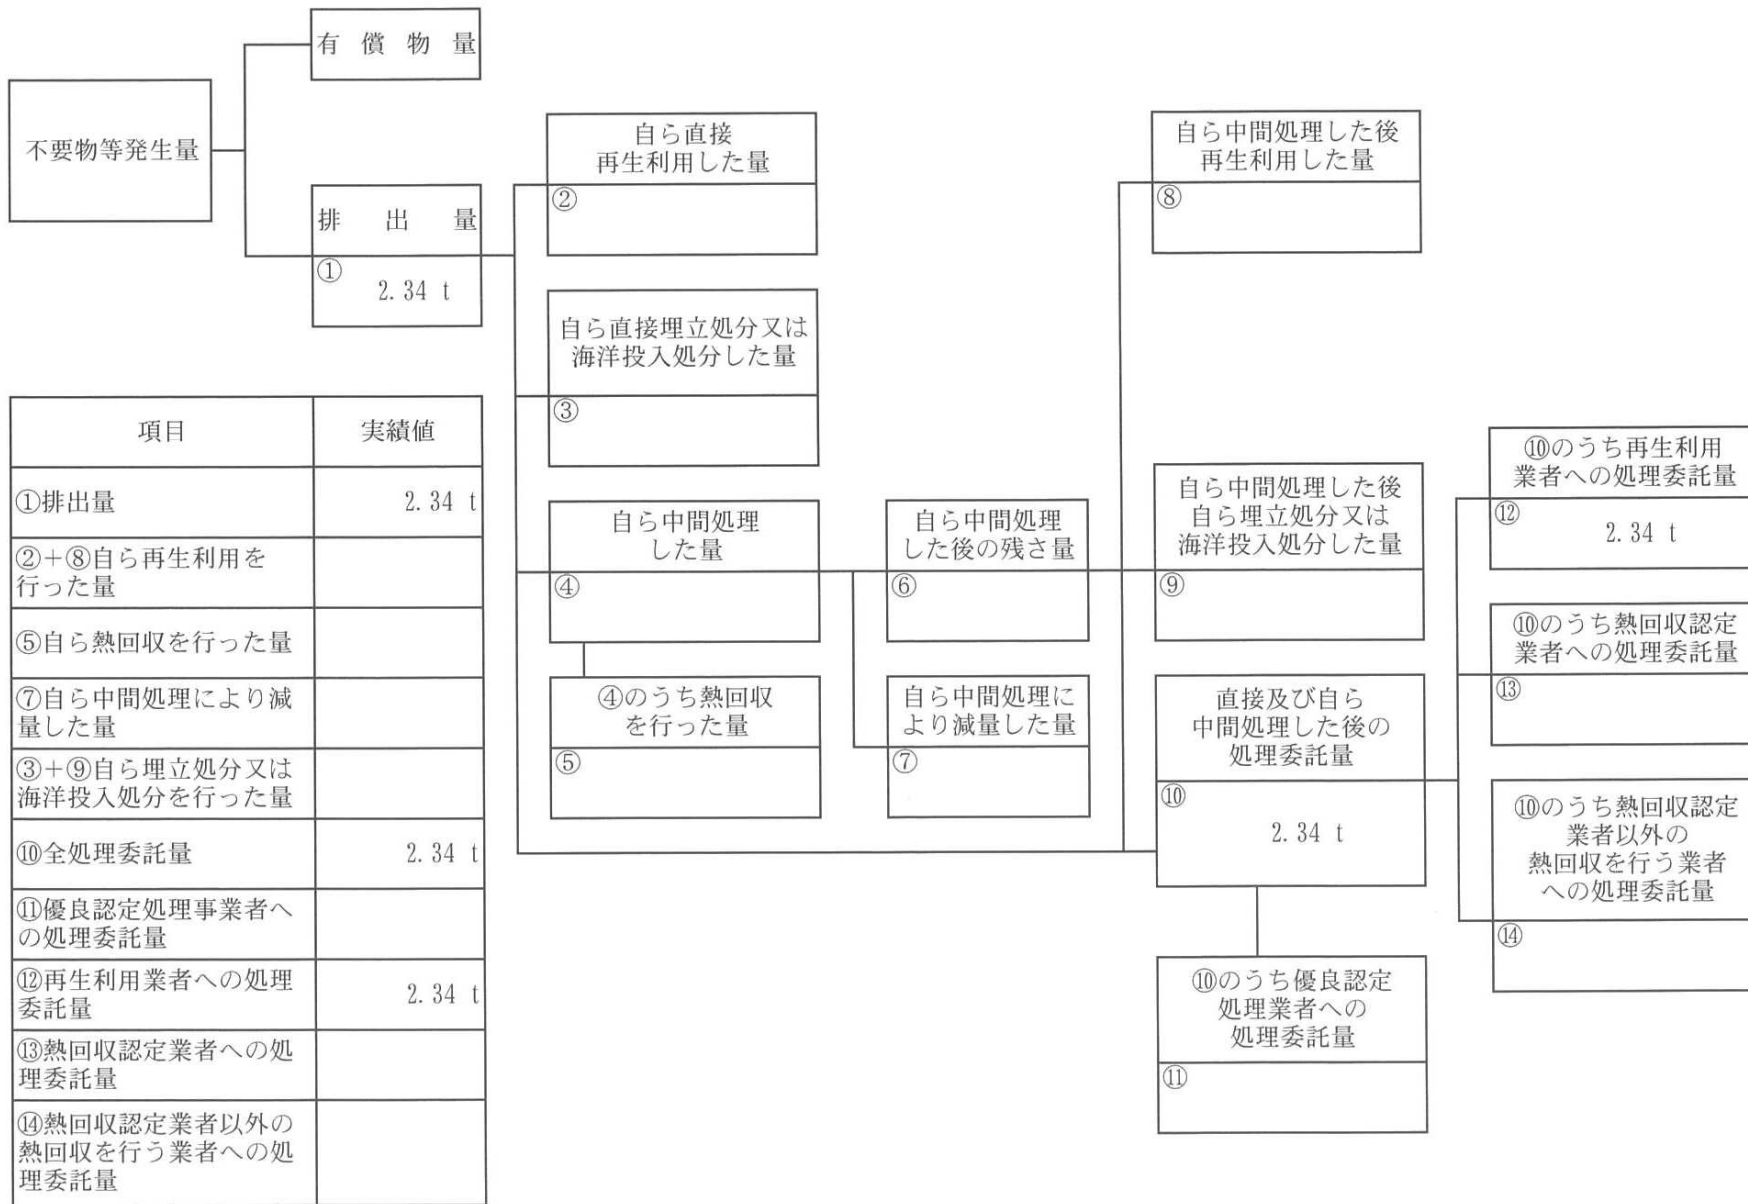 有償物量
不要物等発生量
排出量
①
2.34 t
自ら直接
再生利用した量
②
自ら直接埋立処分又は
海洋投入処分した量
③
自ら中間処理
した量
④
④のうち熱回収
を行った量
⑤
自ら中間処理
した後の残さ量
⑥
自ら中間処理に
より減量した量
⑦
自ら中間処理した後
再生利用した量
⑧
自ら中間処理した後
自ら埋立処分又は
海洋投入処分した量
⑨
直接及び自ら
中間処理した後の
処理委託量
⑩
2.34 t
⑩のうち優良認定
処理業者への
処理委託量
⑪
⑩のうち再生利用
業者への処理委託量
⑫
2.34 t
⑩のうち熱回収認定
業者への処理委託量
⑬
⑩のうち熱回収認定
業者以外の
熱回収を行う業者
への処理委託量
⑭
項目 実績値
①排出量 2.34 t
②+⑧自ら再生利用を
行った量
⑤自ら熱回収を行った量
⑦自ら中間処理により減
量した量
③+⑨自ら埋立処分又は
海洋投入処分を行った量
⑩全処理委託量 2.34 t
⑪優良認定処理事業者へ
の処理委託量
⑫再生利用業者への処理
委託量 2.34 t
⑬熱回収認定業者への処
理委託量
⑭熱回収認定業者以外の
熱回収を行う業者への処
理委託量